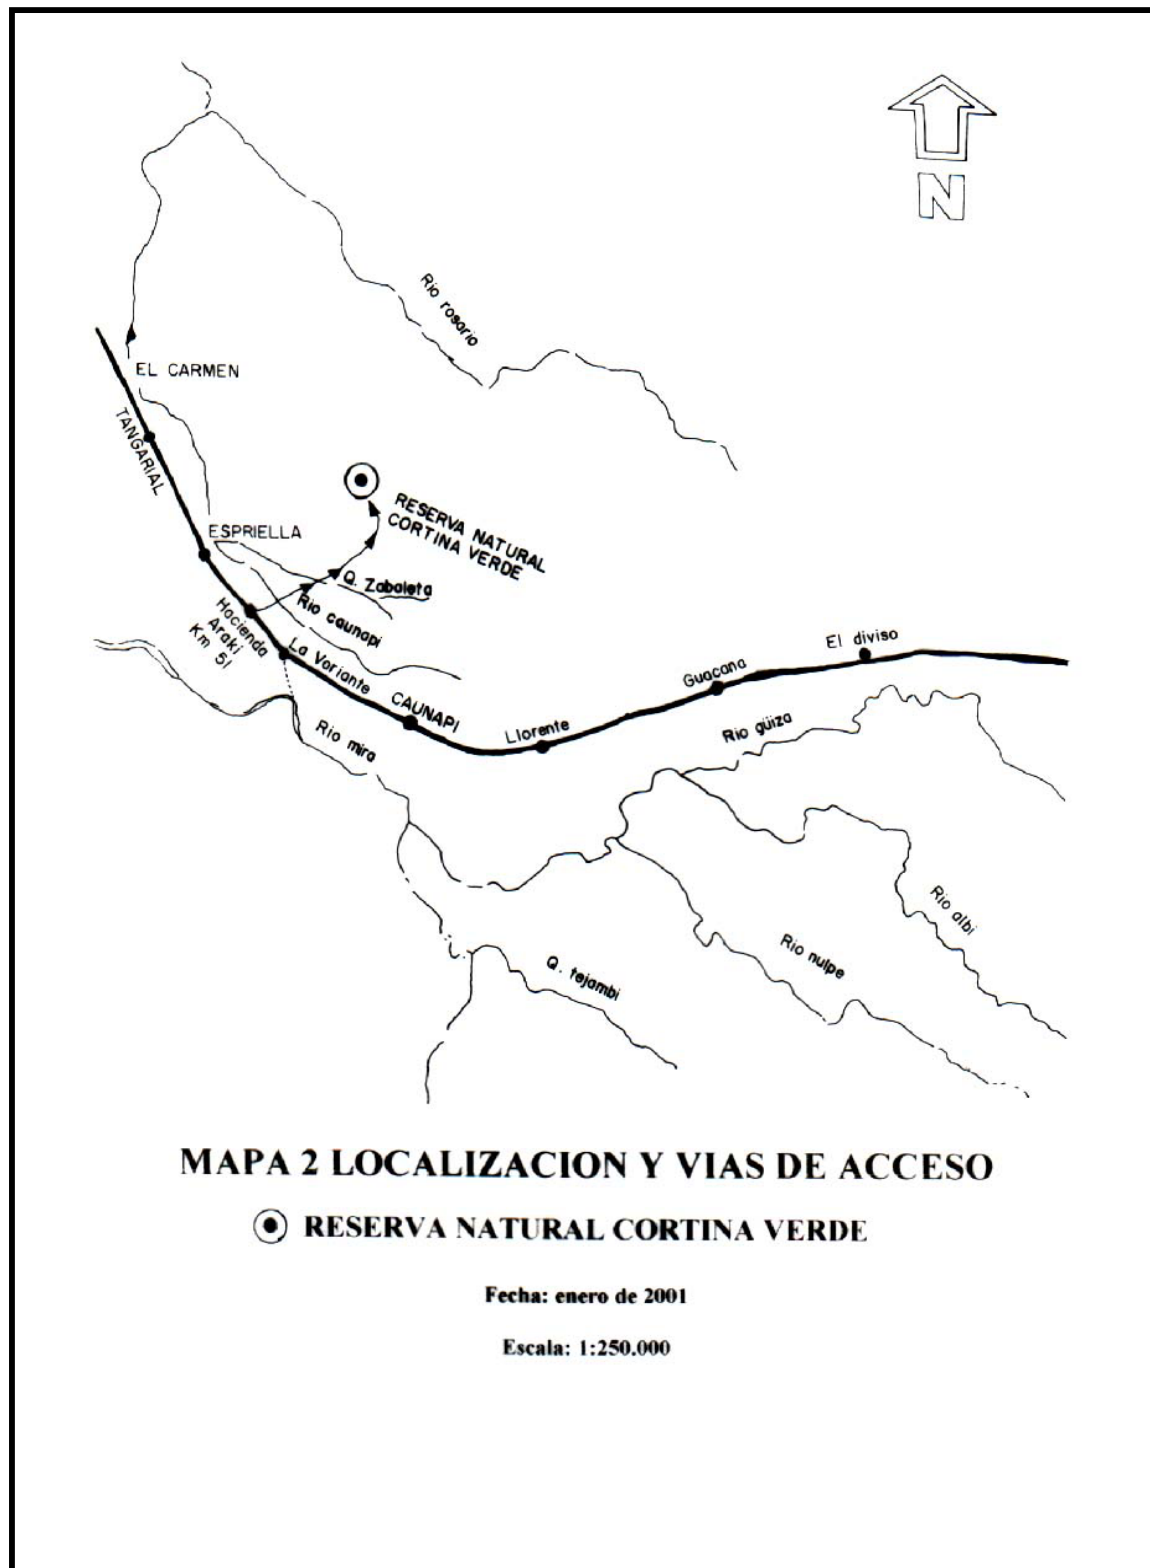 N
Rio rosario
EL CARMEN
TANGARIAL
RESERVA NATURAL
CORTINA VERDE
ESPRIELLA
Q. Zabaleta
Rio caunapi
Hacienda
Araki
Km 51
La Voriante
CAUNAPI
Rio mira
Llorente
Guacana
El diviso
Rio güiza
Rio albi
Rio nulpe
Q. tejambi
MAPA 2 LOCALIZACION Y VIAS DE ACCESO
RESERVA NATURAL CORTINA VERDE
Fecha: enero de 2001
Escala: 1:250.000